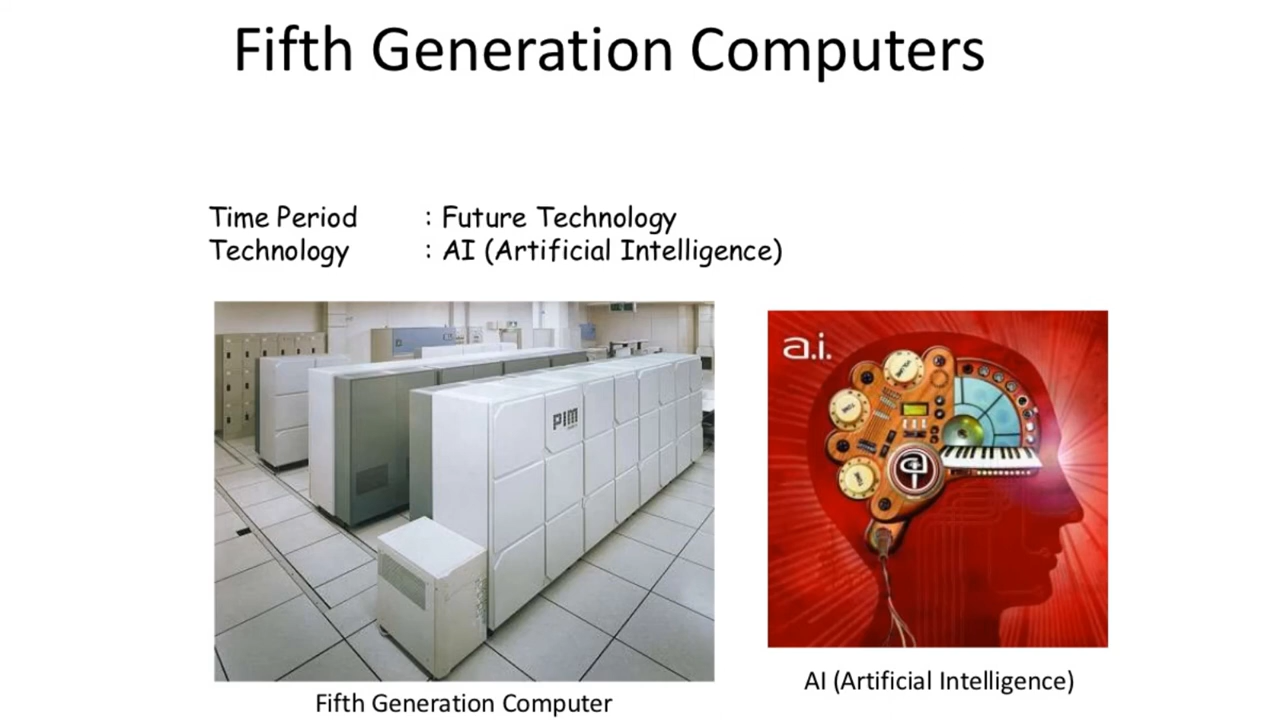 Fifth Generation Computers
Time Period : Future Technology
Technology : AI (Artificial Intelligence)
PIM
a.i.
Fifth Generation Computer
AI (Artificial Intelligence)